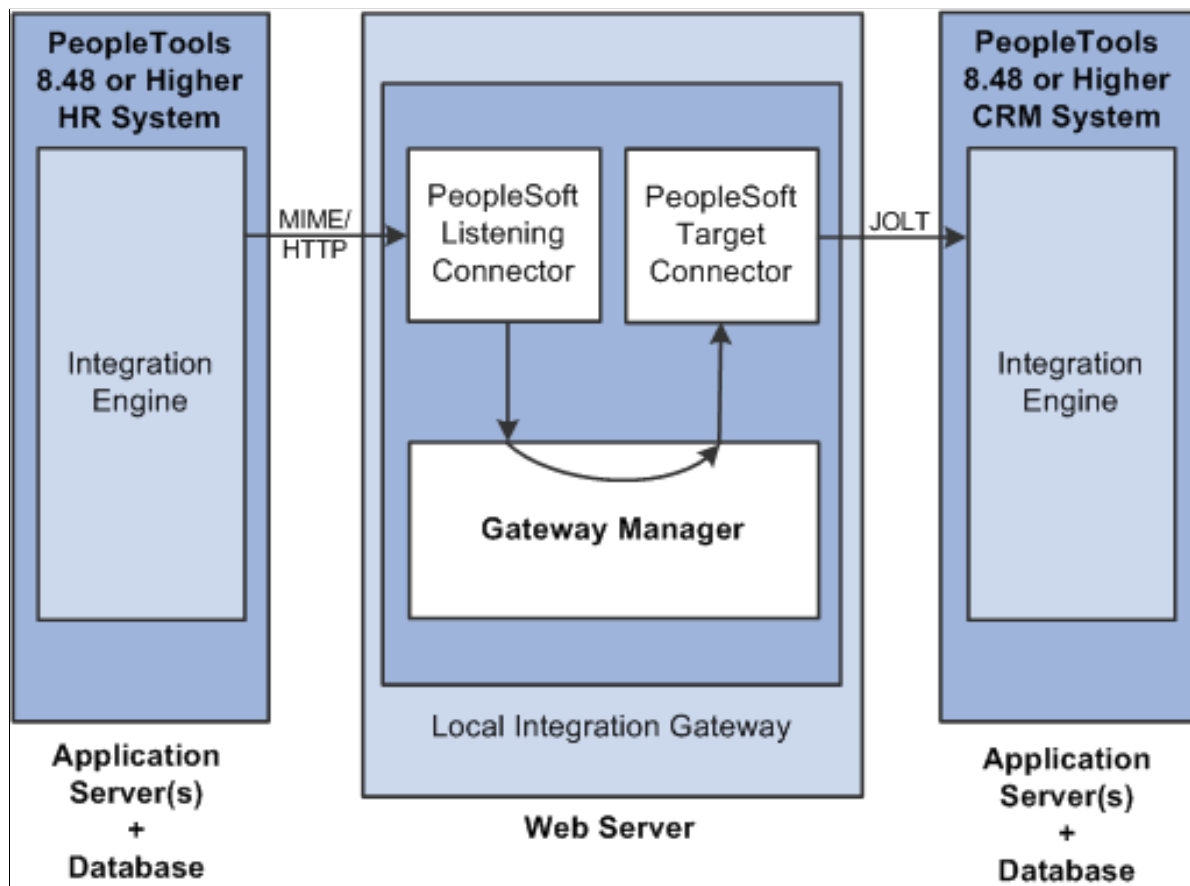 PeopleTools
8.48 or Higher
HR System
Integration
Engine
Application
Server(s)
+
Database
MIME/
HTTP
PeopleSoft
Listening
Connector
PeopleSoft
Target
Connector
Gateway Manager
Local Integration Gateway
Web Server
JOLT
PeopleTools
8.48 or Higher
CRM System
Integration
Engine
Application
Server(s)
+
Database